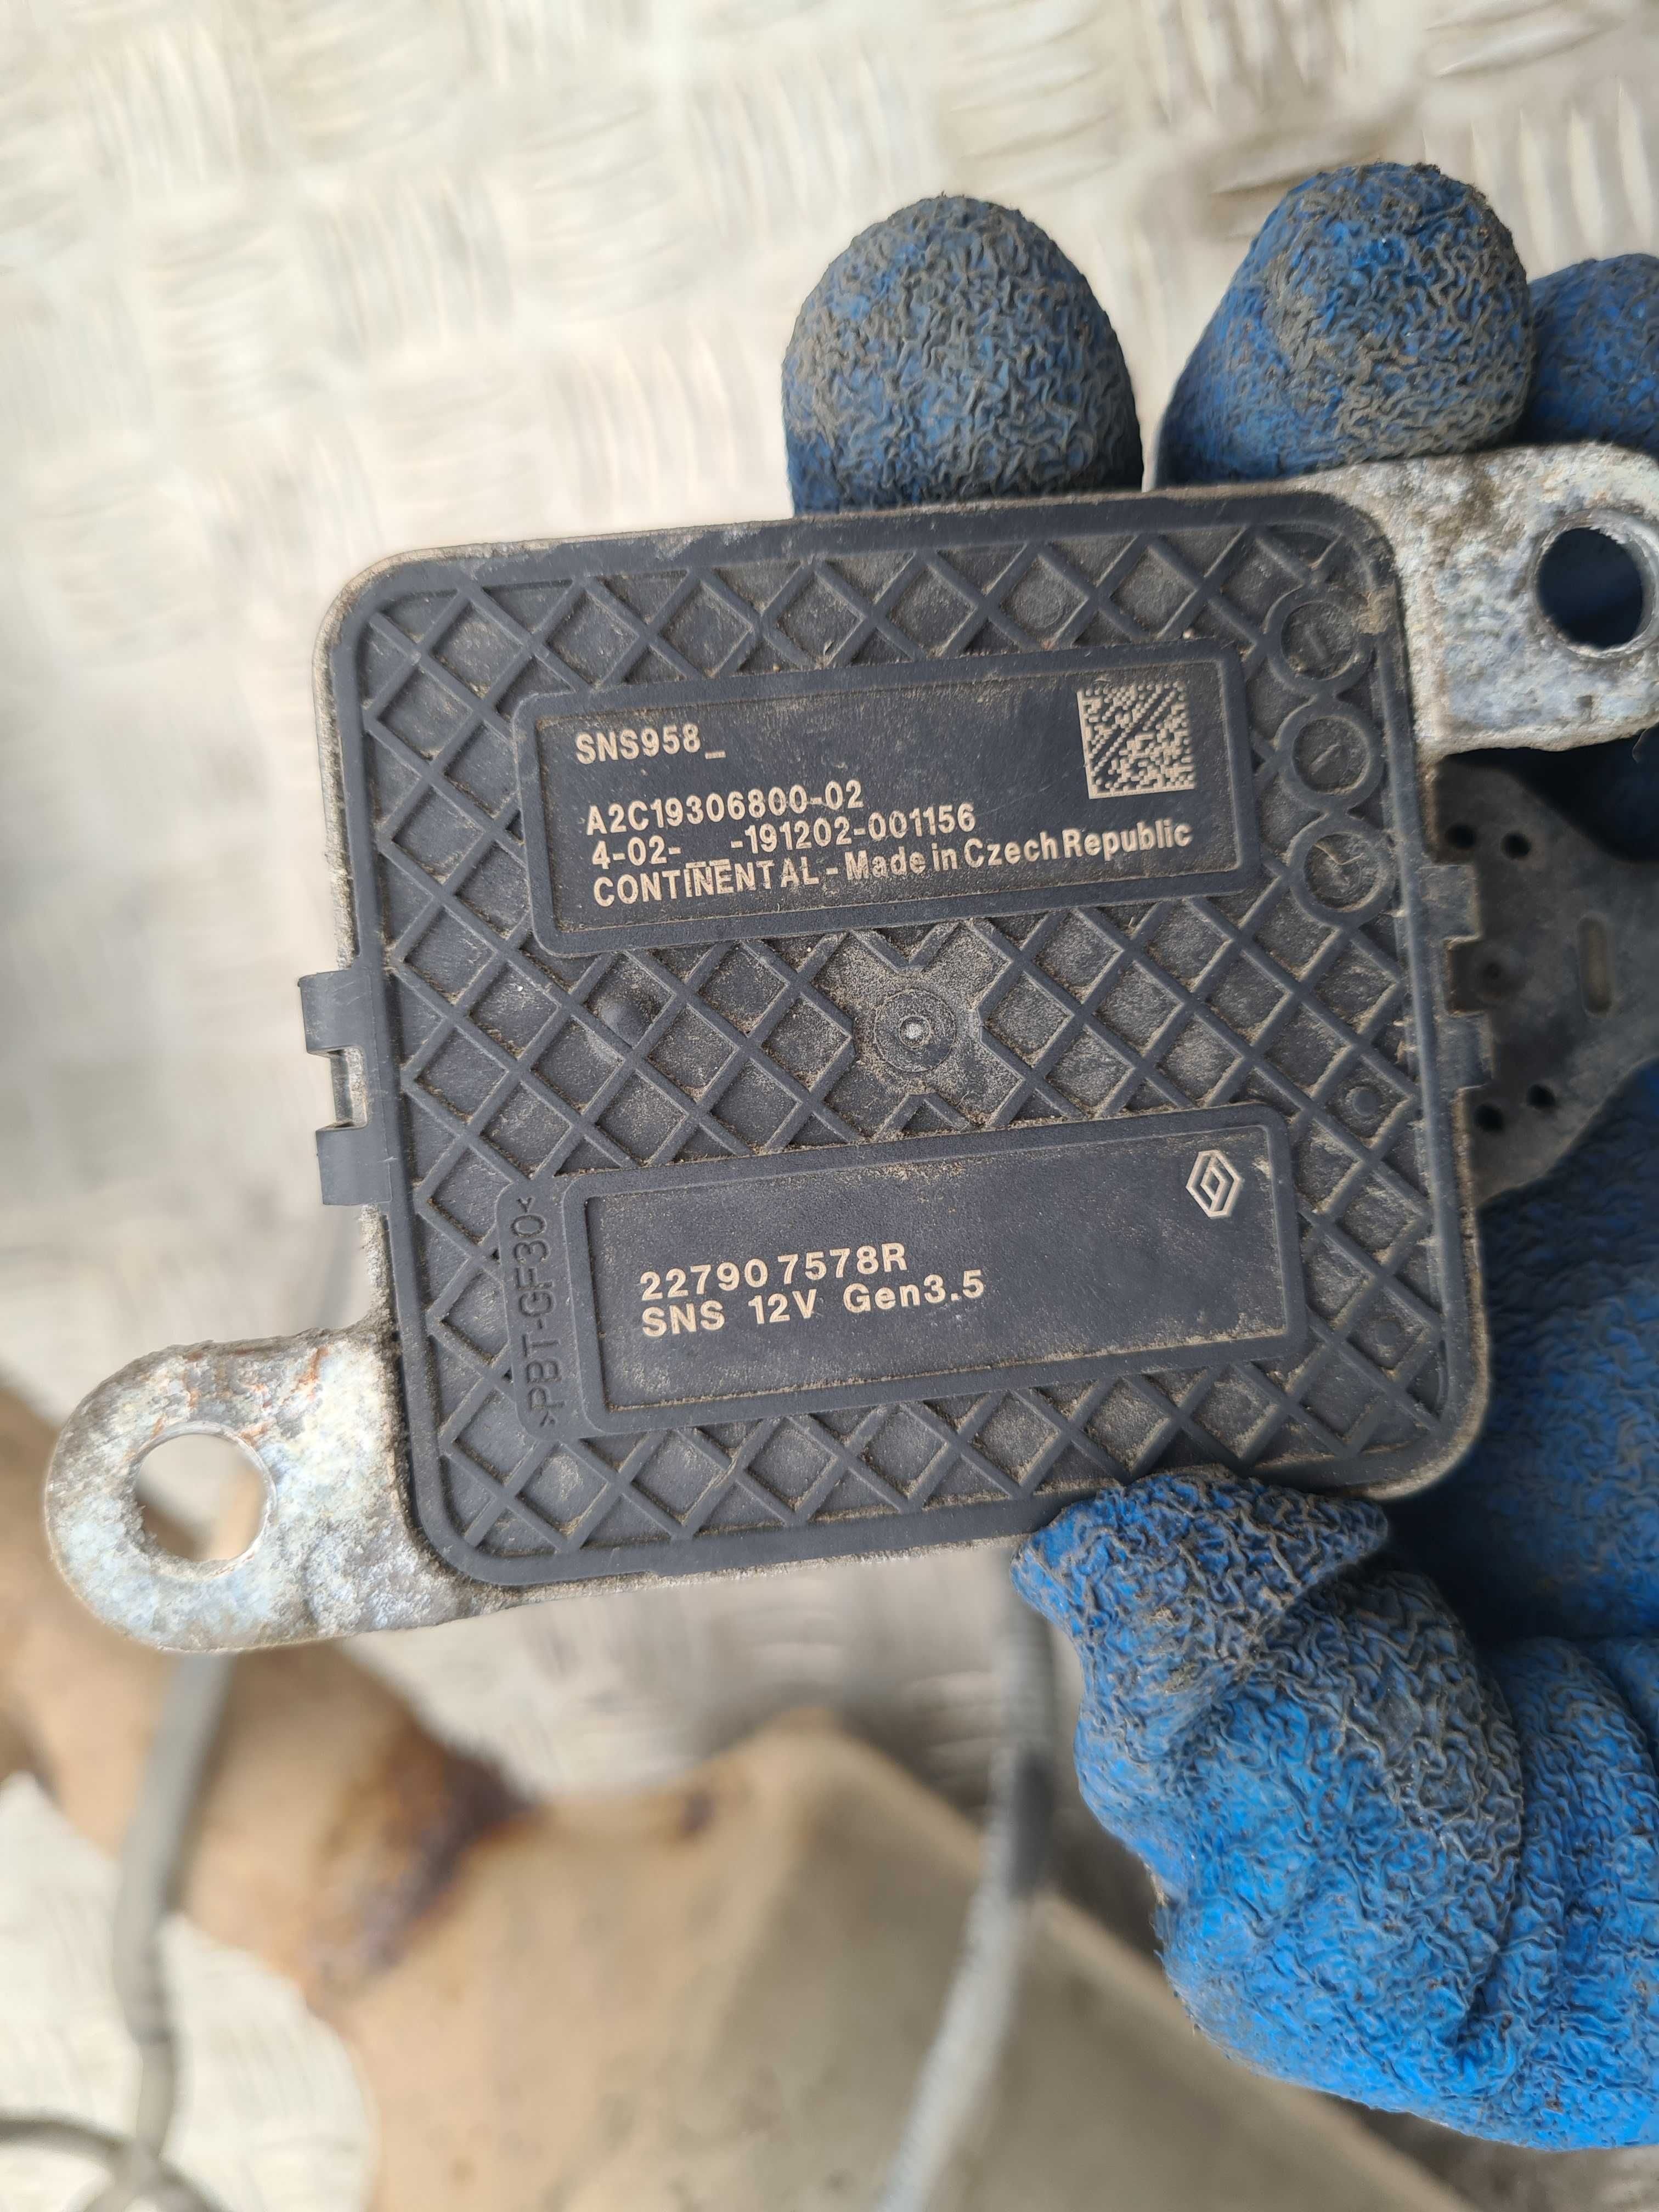 SNS958_
A2C19306800-02
4-02-__-191202-001156
CONTINENTAL - Made in Czech Republic
227907578R
SNS 12V Gen3.5
>PBT-GF30<